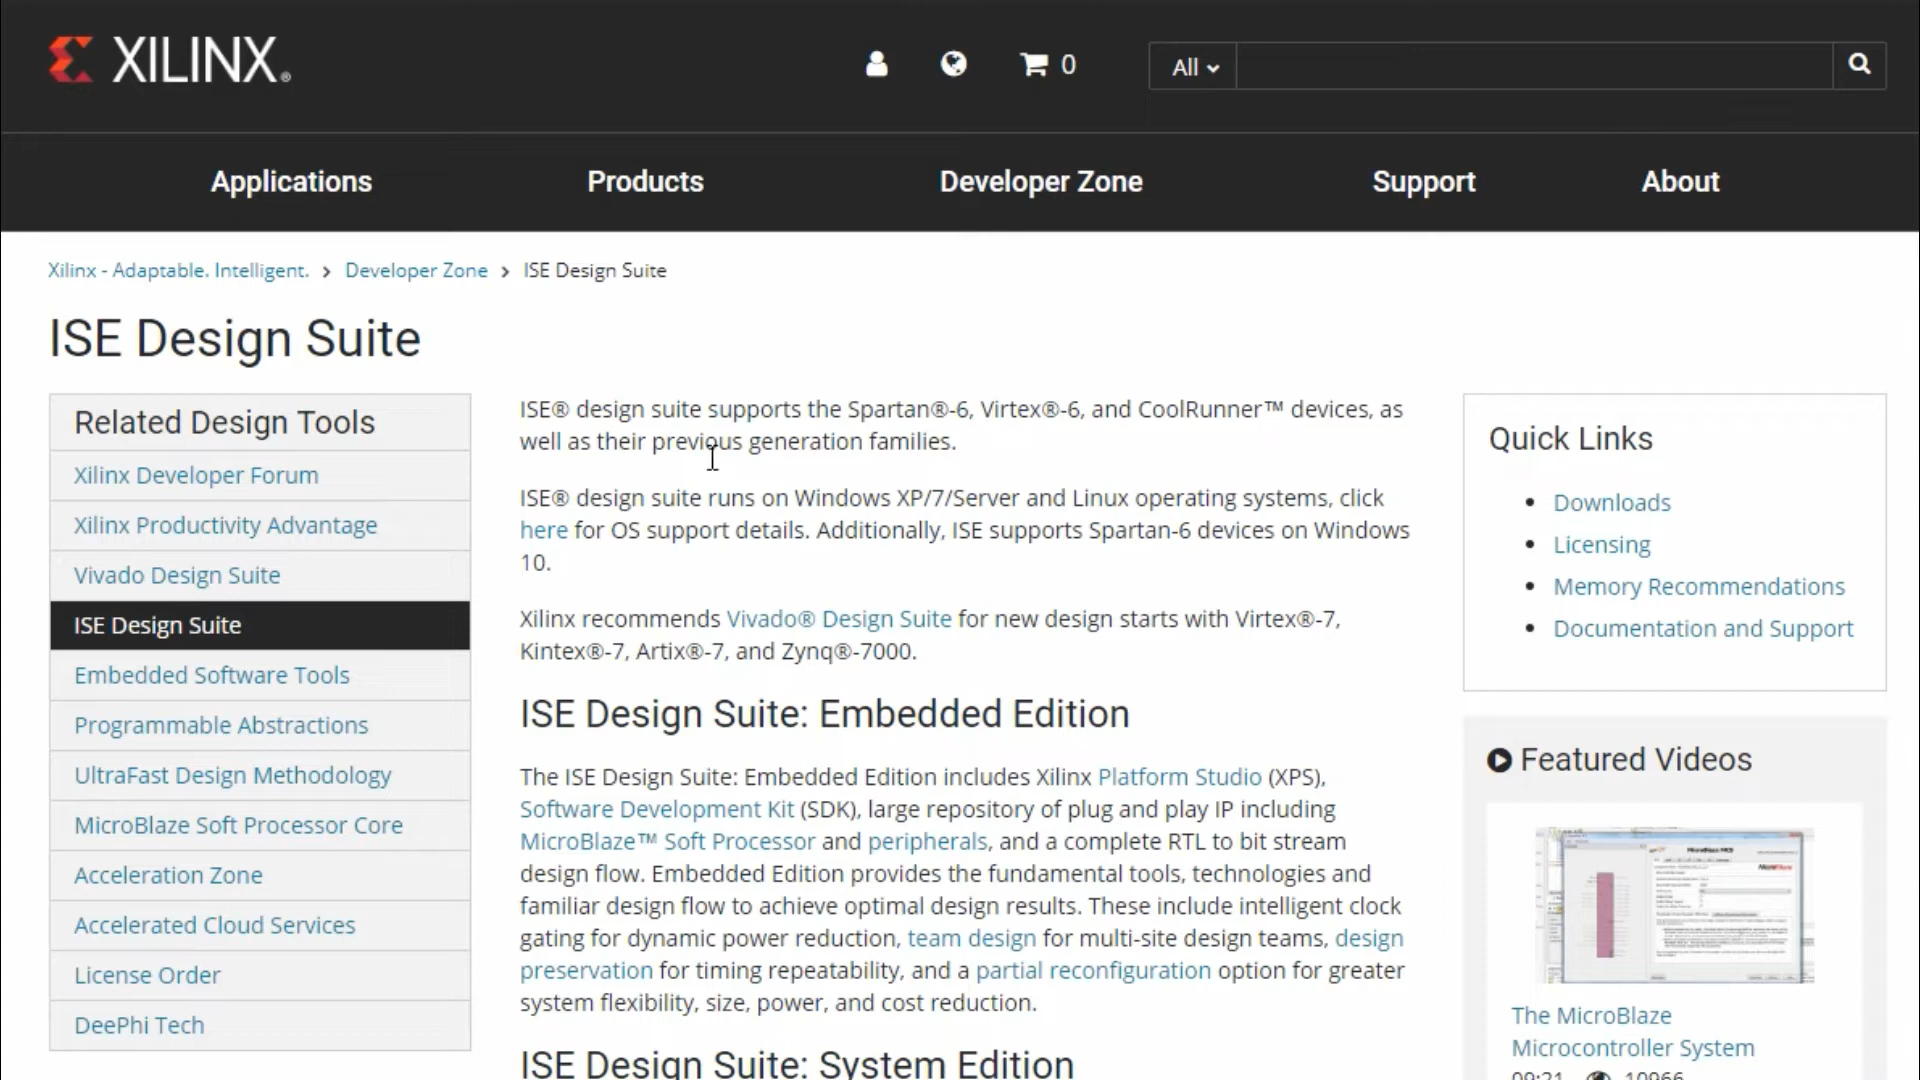 XILINX®
0
All
Applications
Products
Developer Zone
Support
About
Xilinx - Adaptable. Intelligent. > Developer Zone > ISE Design Suite
ISE Design Suite
Related Design Tools
Xilinx Developer Forum
Xilinx Productivity Advantage
Vivado Design Suite
ISE Design Suite
Embedded Software Tools
Programmable Abstractions
UltraFast Design Methodology
MicroBlaze Soft Processor Core
Acceleration Zone
Accelerated Cloud Services
License Order
DeePhi Tech
ISE® design suite supports the Spartan®-6, Virtex®-6, and CoolRunner™ devices, as
well as their previous generation families.
ISE® design suite runs on Windows XP/7/Server and Linux operating systems, click
here for OS support details. Additionally, ISE supports Spartan-6 devices on Windows
10.
Xilinx recommends Vivado® Design Suite for new design starts with Virtex®-7,
Kintex®-7, Artix®-7, and Zynq®-7000.
ISE Design Suite: Embedded Edition
The ISE Design Suite: Embedded Edition includes Xilinx Platform Studio (XPS),
Software Development Kit (SDK), large repository of plug and play IP including
MicroBlaze™ Soft Processor and peripherals, and a complete RTL to bit stream
design flow. Embedded Edition provides the fundamental tools, technologies and
familiar design flow to achieve optimal design results. These include intelligent clock
gating for dynamic power reduction, team design for multi-site design teams, design
preservation for timing repeatability, and a partial reconfiguration option for greater
system flexibility, size, power, and cost reduction.
ISE Design Suite: System Edition
Quick Links
• Downloads
• Licensing
• Memory Recommendations
• Documentation and Support
Featured Videos
The MicroBlaze
Microcontroller System
09:21 10966